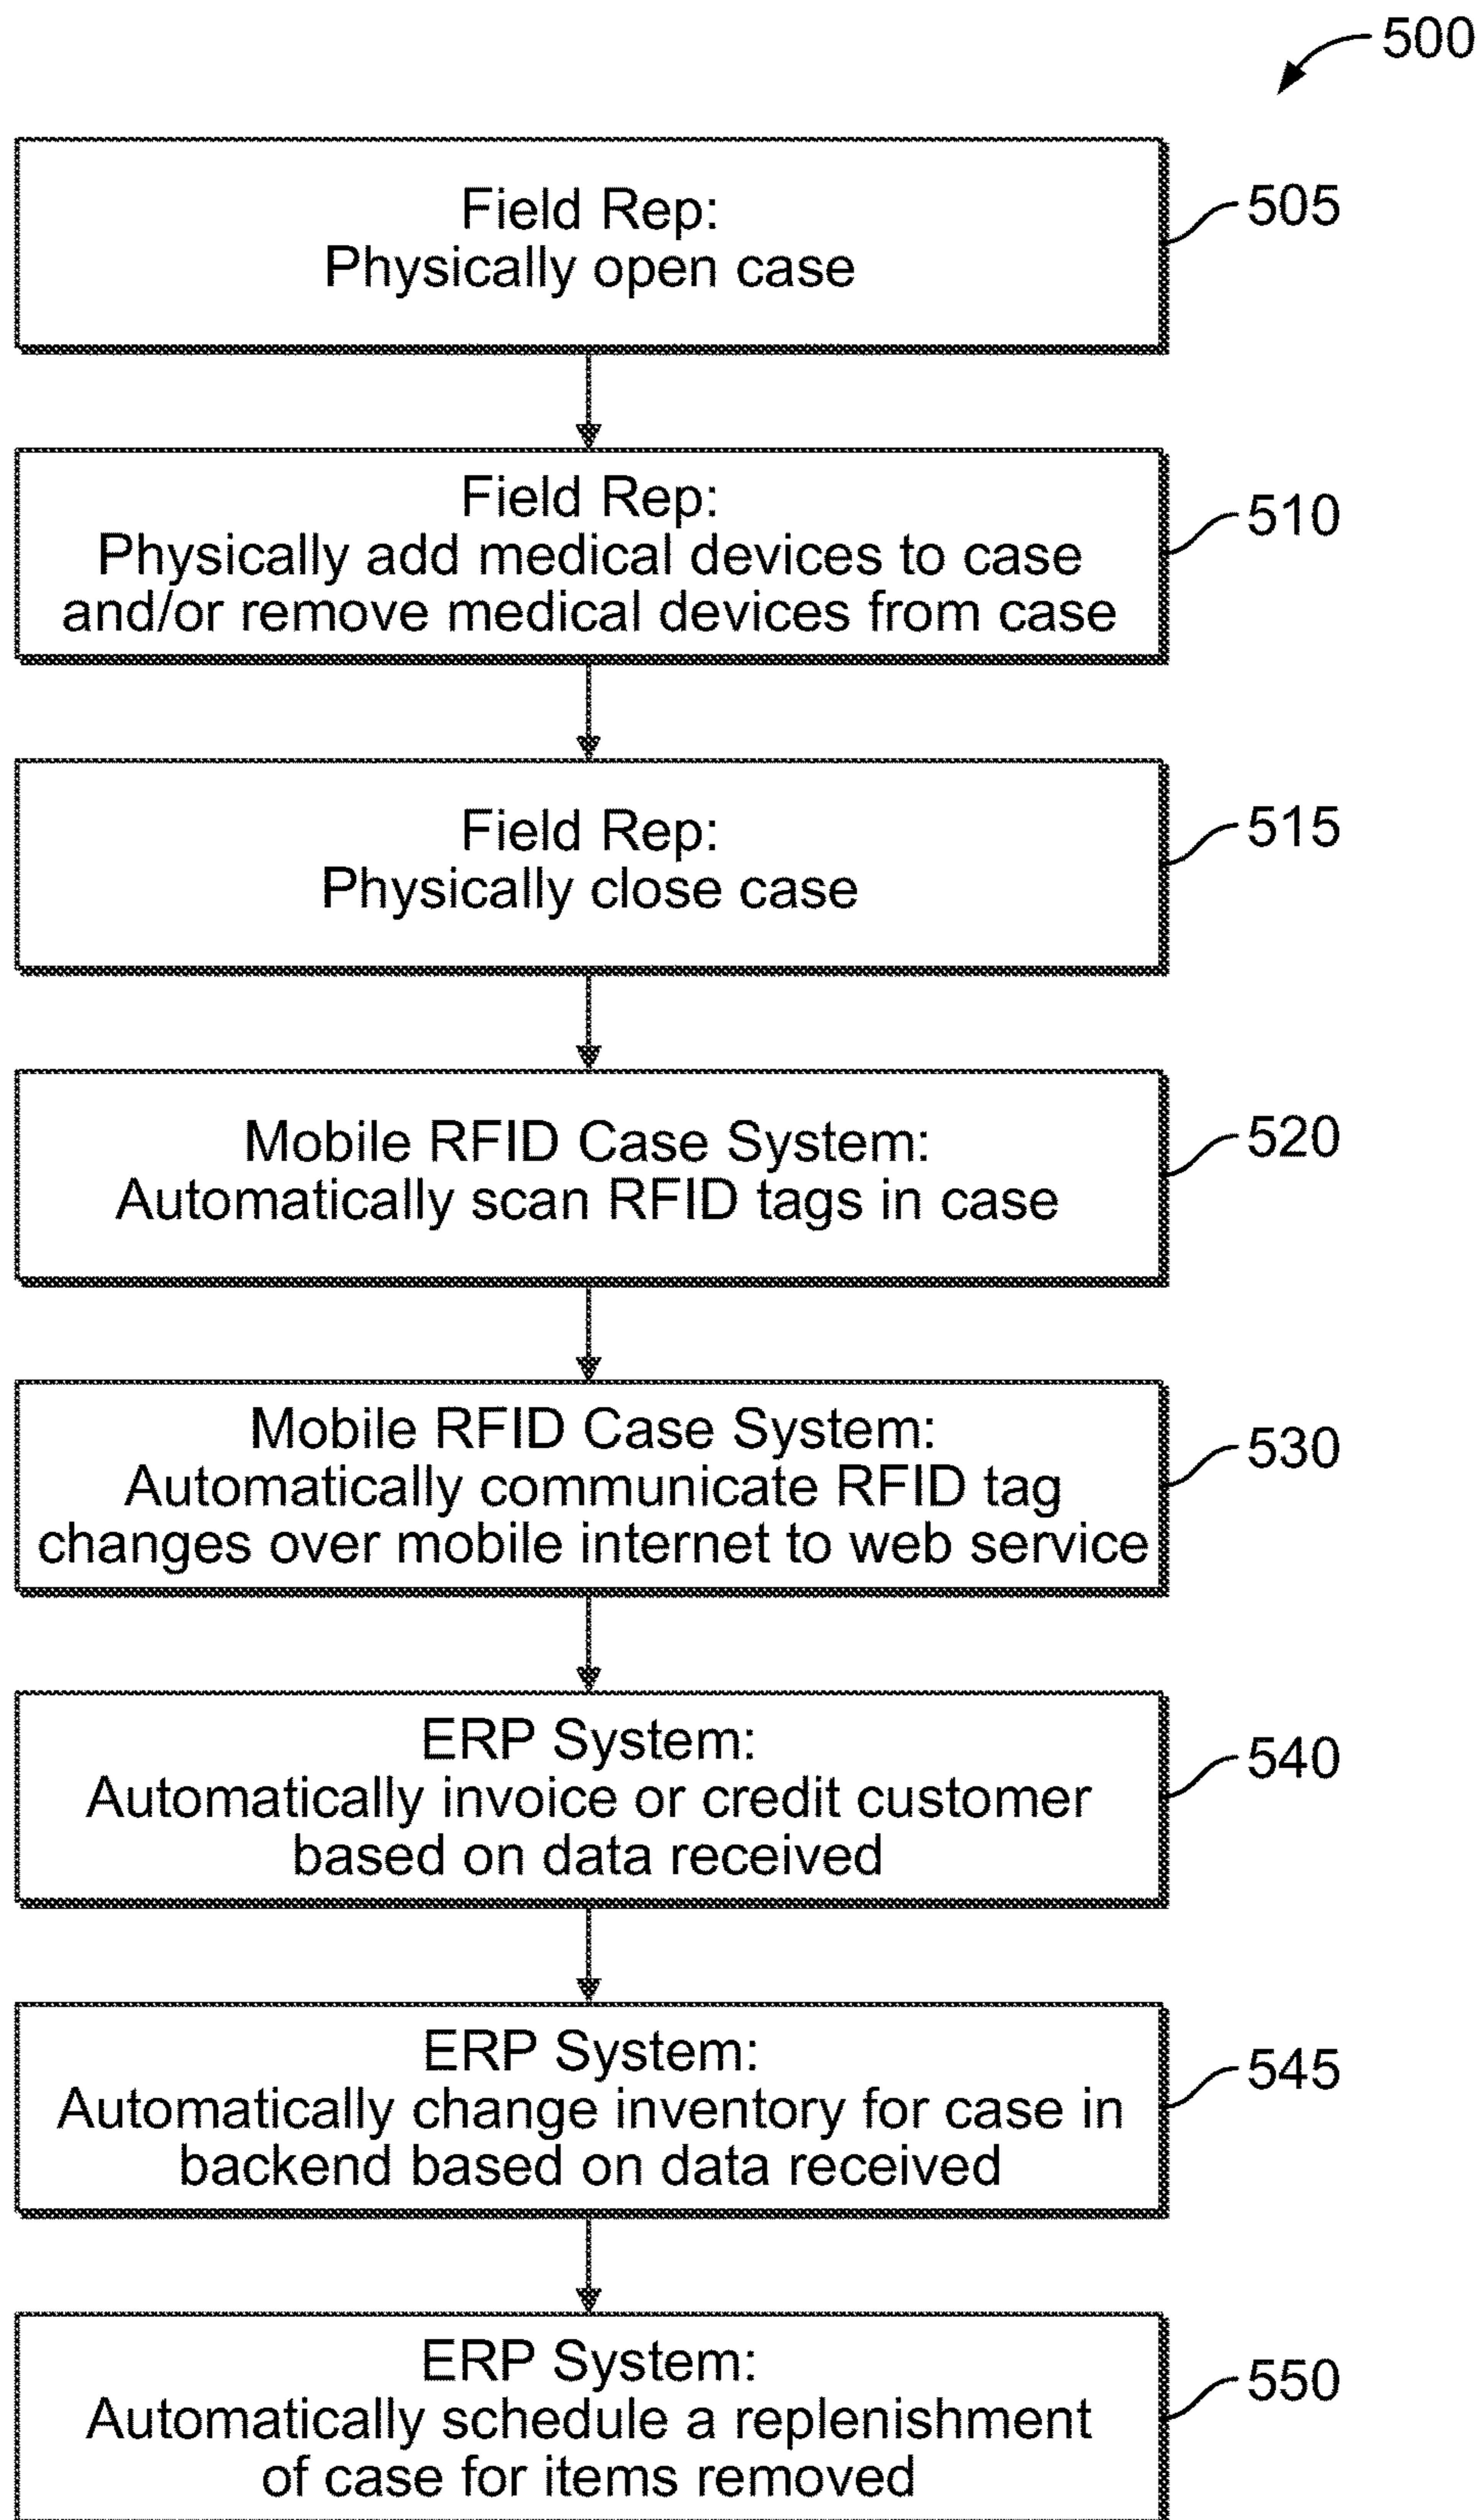 500
Field Rep:
Physically open case
505
Field Rep:
Physically add medical devices to case
and/or remove medical devices from case
510
Field Rep:
Physically close case
515
Mobile RFID Case System:
Automatically scan RFID tags in case
520
Mobile RFID Case System:
Automatically communicate RFID tag
changes over mobile internet to web service
530
ERP System:
Automatically invoice or credit customer
based on data received
540
ERP System:
Automatically change inventory for case in
backend based on data received
545
ERP System:
Automatically schedule a replenishment
of case for items removed
550